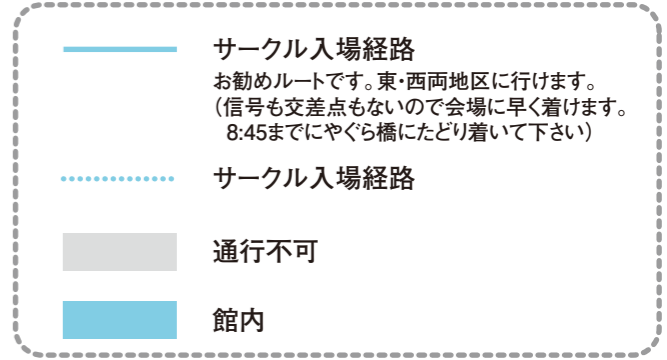 サークル入場経路
お勧めルートです。東・西両地区に行けます。
（信号も交差点もないので会場に早く着けます。
8:45までにやぐら橋にたどり着いて下さい）
サークル入場経路
通行不可
館内